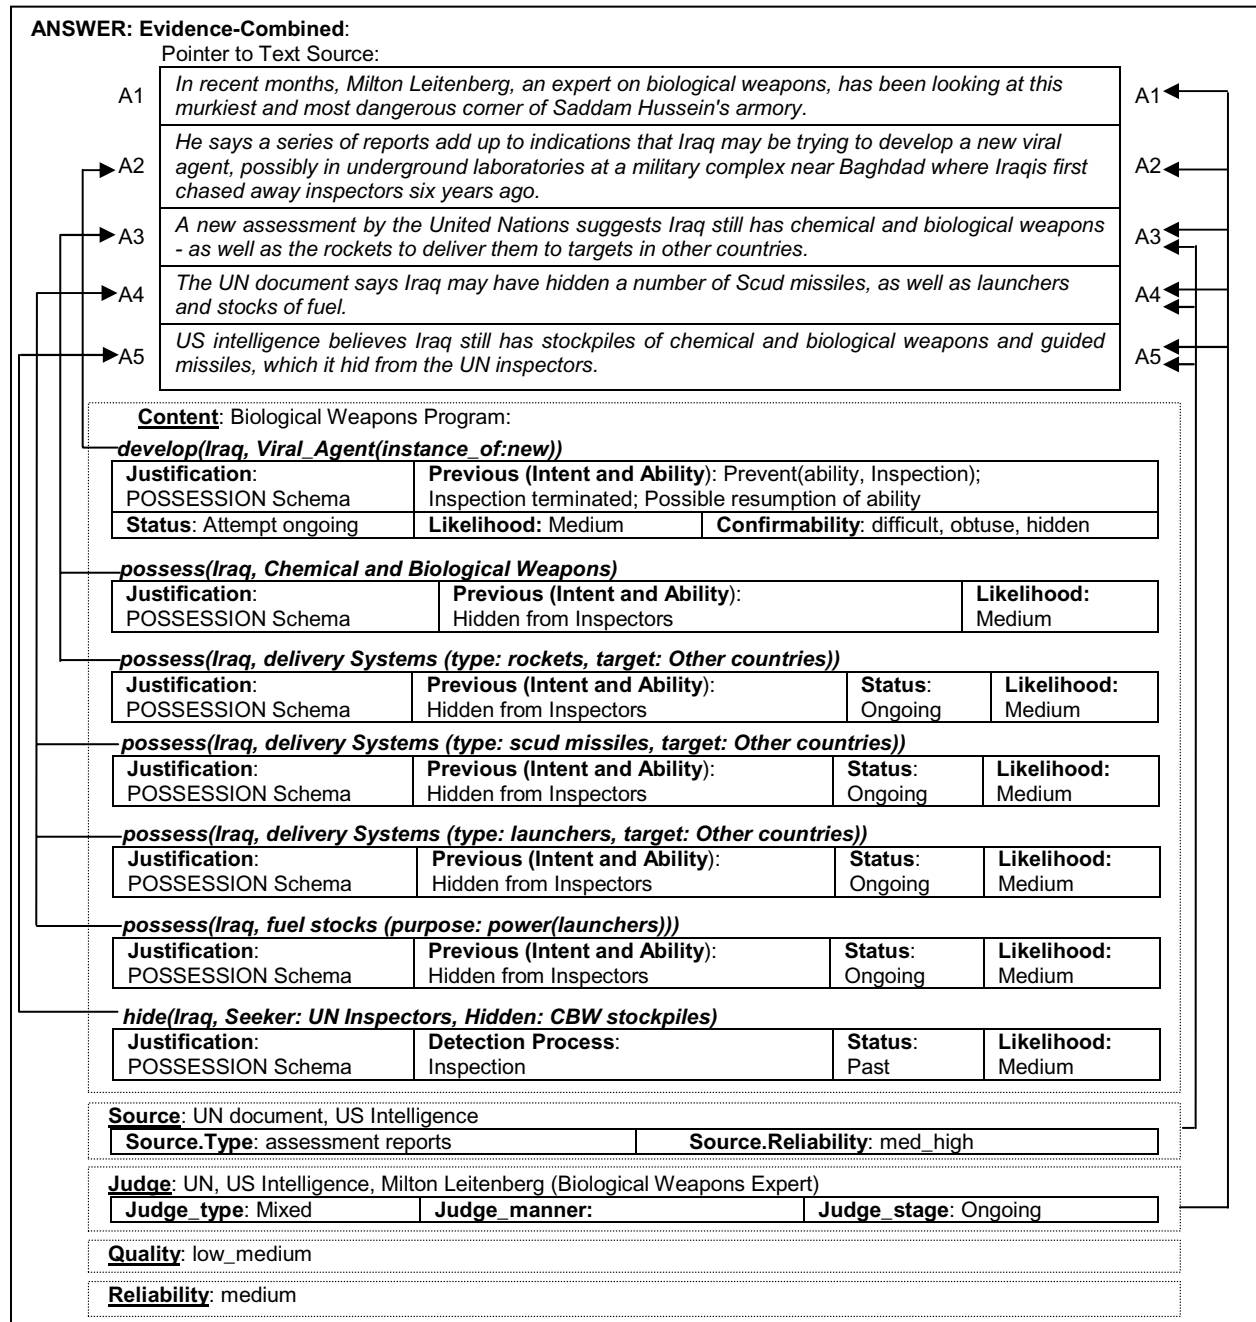 ANSWER: Evidence-Combined:
Pointer to Text Source:
A1 In recent months, Milton Leitenberg, an expert on biological weapons, has been looking at this A1
murkiest and most dangerous corner of Saddam Hussein's armory.
He says a series of reports add up to indications that Iraq may be trying to develop a new viral
A2 agent, possibly in underground laboratories at a military complex near Baghdad where Iraqis first A2
chased away inspectors six years ago.
A3 A new assessment by the United Nations suggests Iraq still has chemical and biological weapons A3
- as well as the rockets to deliver them to targets in other countries.
A4 The UN document says Iraq may have hidden a number of Scud missiles, as well as launchers A4
and stocks of fuel.
A5 US intelligence believes Iraq still has stockpiles of chemical and biological weapons and guided A5
missiles, which it hid from the UN inspectors.
Content: Biological Weapons Program:
develop(Iraq, Viral_Agent(instance_of:new))
Justification: Previous (Intent and Ability): Prevent(ability, Inspection);
POSSESSION Schema Inspection terminated; Possible resumption of ability
Status: Attempt ongoing Likelihood: Medium Confirmability: difficult, obtuse, hidden
possess(Iraq, Chemical and Biological Weapons)
Justification: Previous (Intent and Ability): Likelihood:
POSSESSION Schema Hidden from Inspectors Medium
possess(Iraq, delivery Systems (type: rockets, target: Other countries))
Justification: Previous (Intent and Ability): Status: Likelihood:
POSSESSION Schema Hidden from Inspectors Ongoing Medium
possess(Iraq, delivery Systems (type: scud missiles, target: Other countries))
Justification: Previous (Intent and Ability): Status: Likelihood:
POSSESSION Schema Hidden from Inspectors Ongoing Medium
possess(Iraq, delivery Systems (type: launchers, target: Other countries))
Justification: Previous (Intent and Ability): Status: Likelihood:
POSSESSION Schema Hidden from Inspectors Ongoing Medium
possess(Iraq, fuel stocks (purpose: power(launchers)))
Justification: Previous (Intent and Ability): Status: Likelihood:
POSSESSION Schema Hidden from Inspectors Ongoing Medium
hide(Iraq, Seeker: UN Inspectors, Hidden: CBW stockpiles)
Justification: Detection Process: Status: Likelihood:
POSSESSION Schema Inspection Past Medium
Source: UN document, US Intelligence
Source.Type: assessment reports Source.Reliability: med_high
Judge: UN, US Intelligence, Milton Leitenberg (Biological Weapons Expert)
Judge_type: Mixed Judge_manner: Judge_stage: Ongoing
Quality: low_medium
Reliability: medium